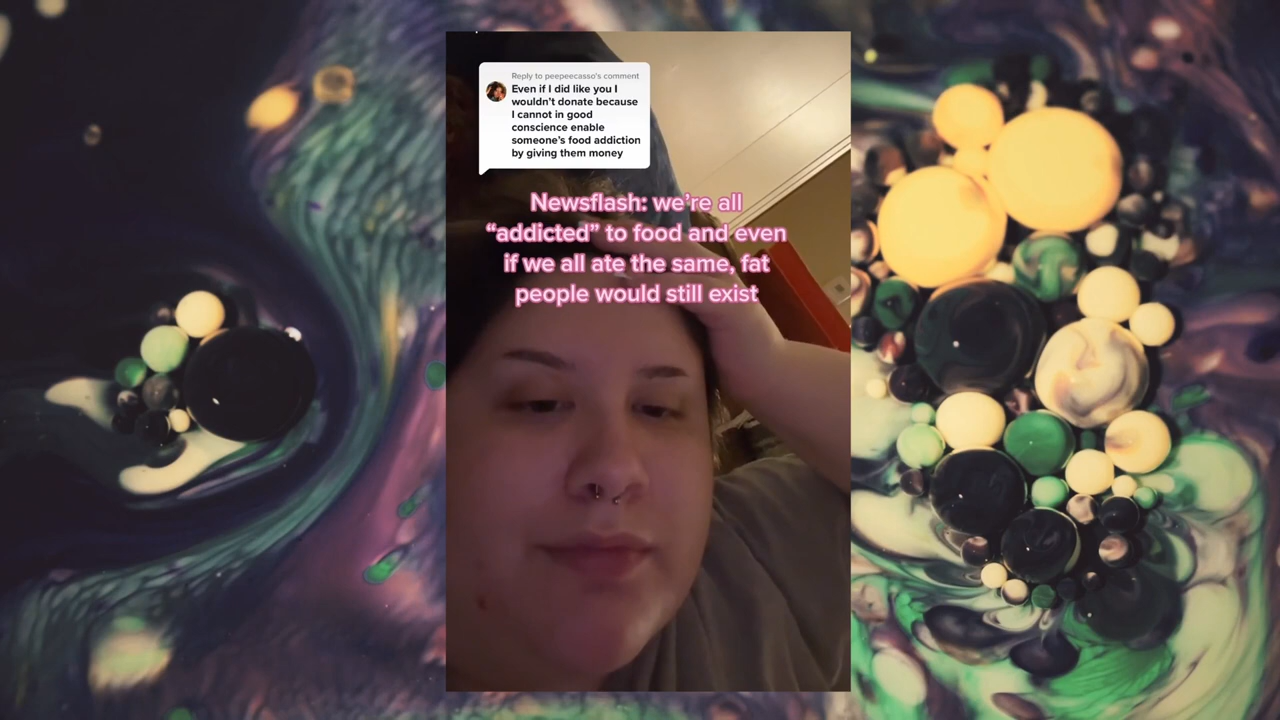 Reply to peepeecasso's comment
Even if I did like you I
wouldn't donate because
I cannot in good
conscience enable
someone's food addiction
by giving them money
Newsflash: we're all
“addicted” to food and even
if we all ate the same, fat
people would still exist